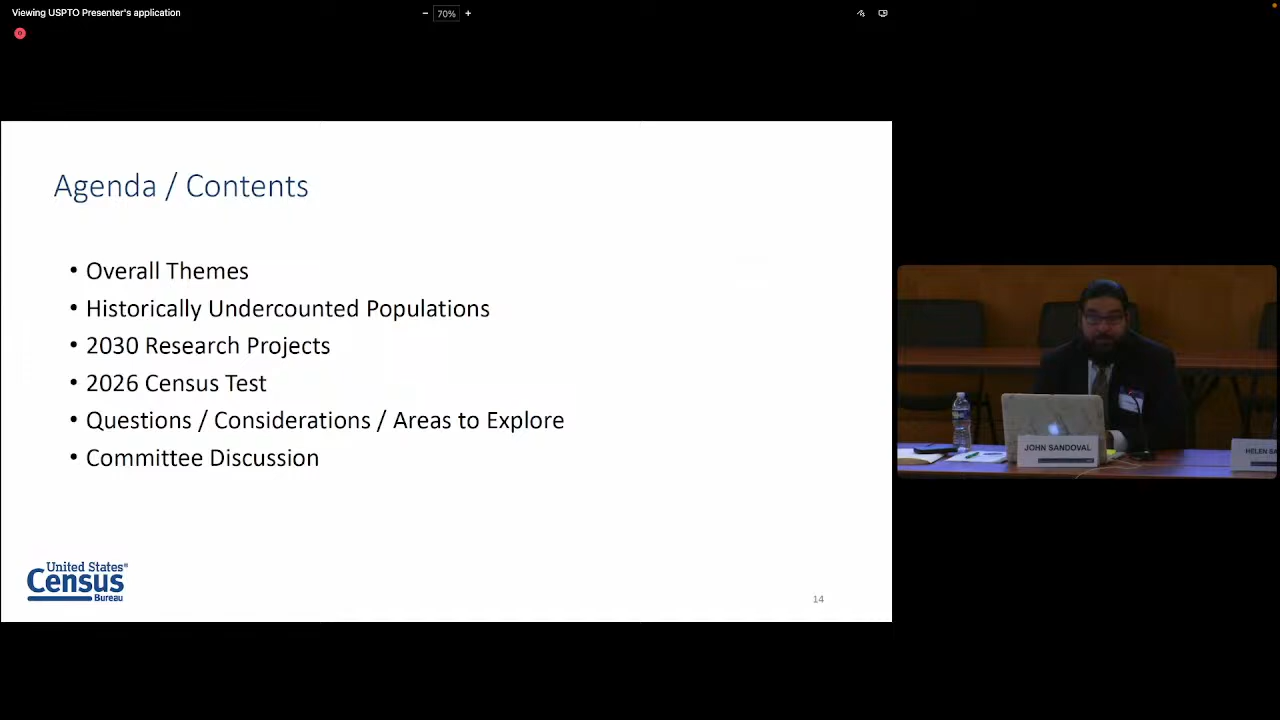 Viewing USPTO Presenter's application
− 70% +
Agenda / Contents
• Overall Themes
• Historically Undercounted Populations
• 2030 Research Projects
• 2026 Census Test
• Questions / Considerations / Areas to Explore
• Committee Discussion
United States®
Census
Bureau
14
JOHN SANDOVAL
HELEN